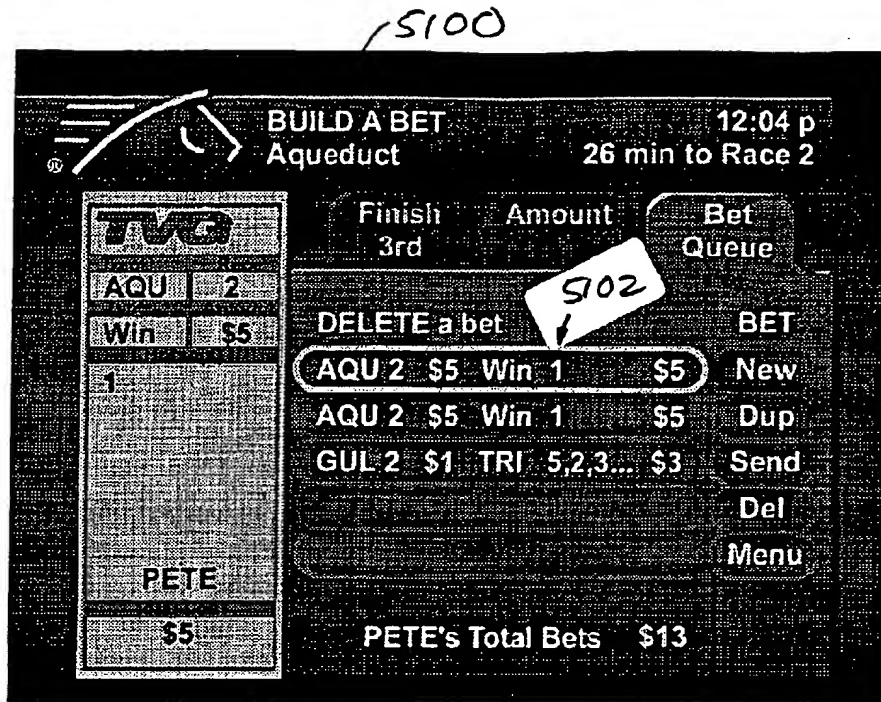 5100
BUILD A BET 12:04 p
Aqueduct 26 min to Race 2
®
TVG
AQU 2
Win $5
1
PETE
$5
Finish 3rd
Amount
Bet Queue
5102
DELETE a bet
AQU 2 $5 Win 1 $5
AQU 2 $5 Win 1 $5
GUL 2 $1 TRI 5,2,3... $3
BET
New
Dup
Send
Del
Menu
PETE's Total Bets $13